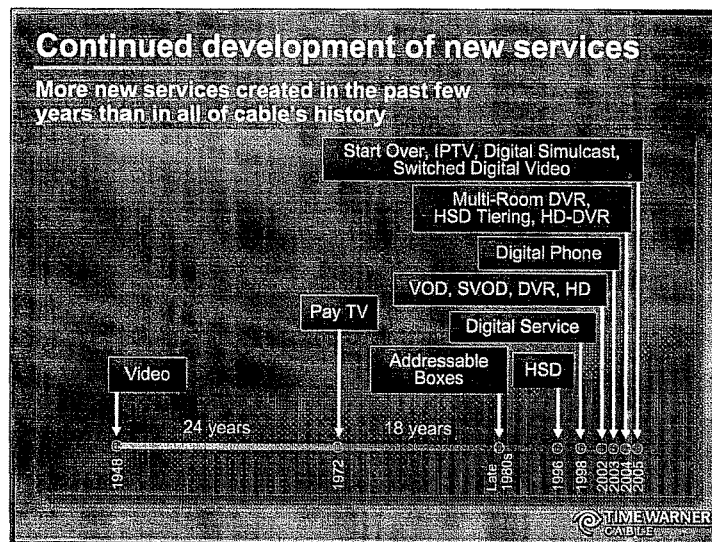 Continued development of new services
More new services created in the past few
years than in all of cable's history
Start Over, IPTV, Digital Simulcast,
Switched Digital Video
Multi-Room DVR,
HSD Tiering, HD-DVR
Digital Phone
VOD, SVOD, DVR, HD
Pay TV
Digital Service
Video
Addressable
Boxes
HSD
24 years
18 years
1948
1972
Late
1980s
1996
1998
2002
2003
2004
2005
TIME WARNER
CABLE